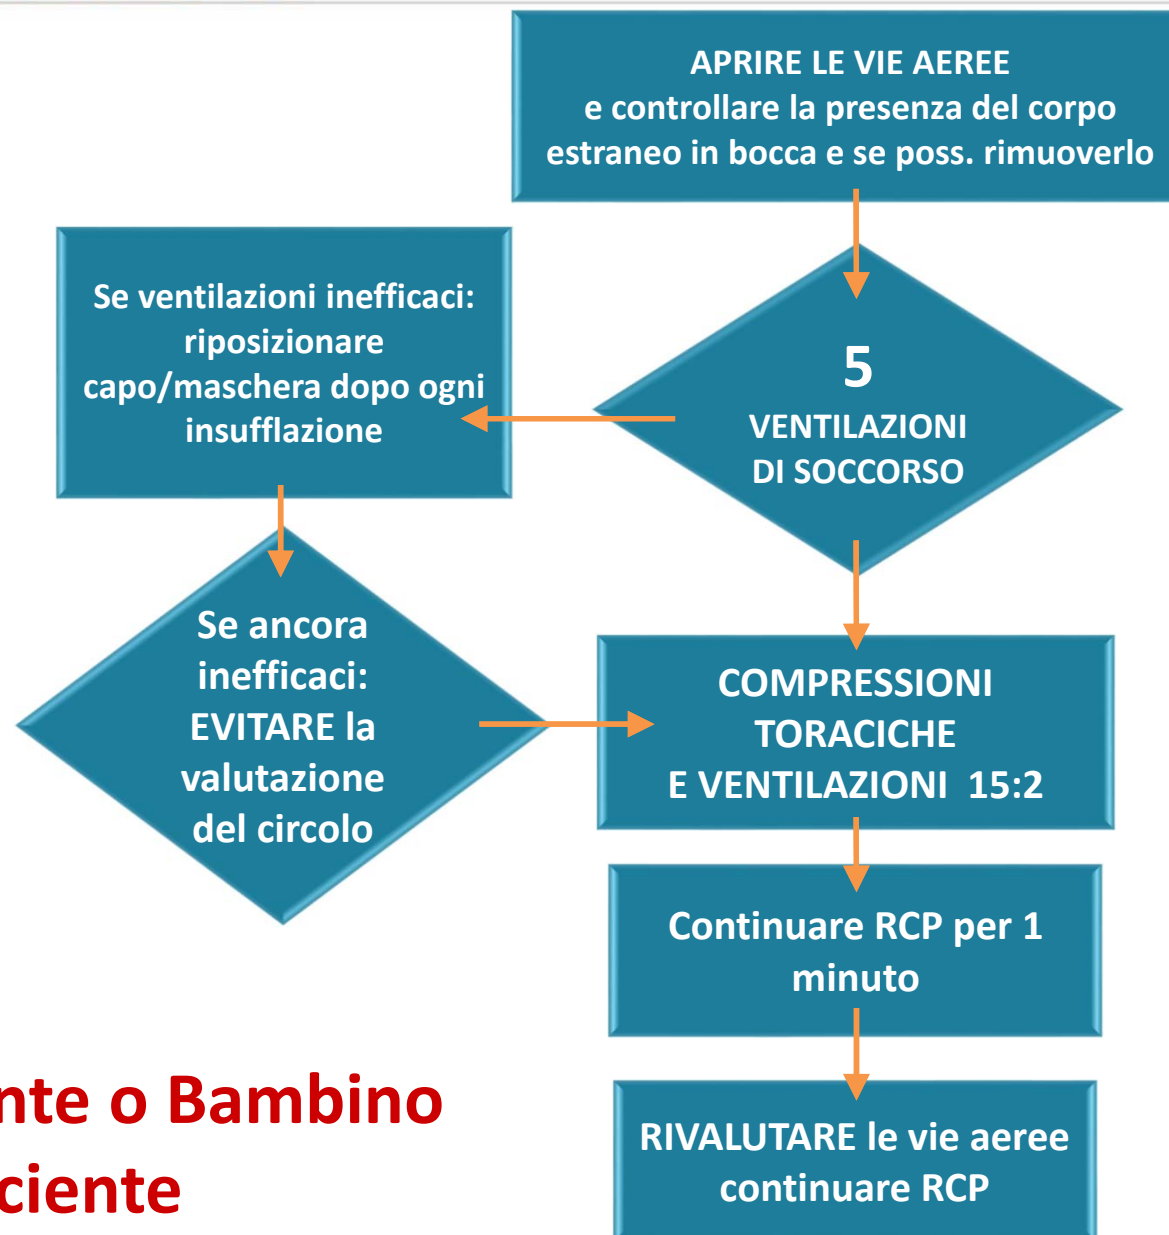 APRIRE LE VIE AEREE
e controllare la presenza del corpo
estraneo in bocca e se poss. rimuoverlo
5
VENTILAZIONI
DI SOCCORSO
Se ventilazioni inefficaci:
riposizionare
capo/maschera dopo ogni
insufflazione
Se ancora
inefficaci:
EVITARE la
valutazione
del circolo
COMPRESSIONI
TORACICHE
E VENTILAZIONI 15:2
Continuare RCP per 1
minuto
RIVALUTARE le vie aeree
continuare RCP
nte o Bambino
ciente